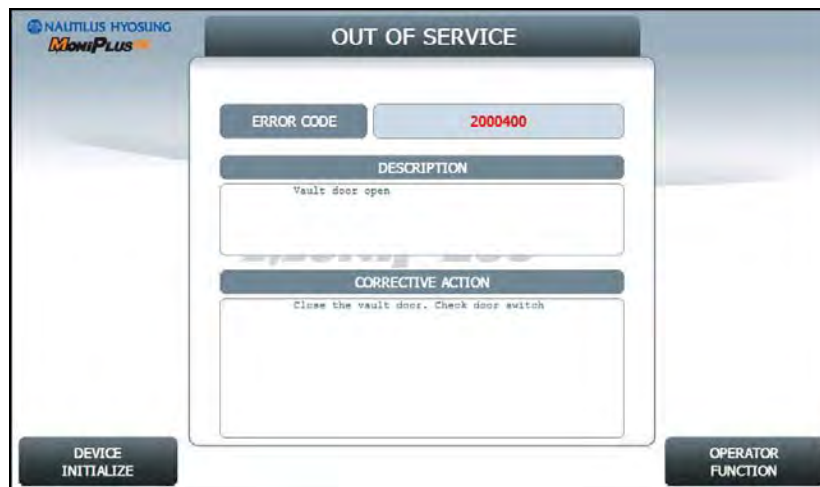 NAUTILUS HYOSUNG
MoniPlus
OUT OF SERVICE
ERROR CODE
2000400
DESCRIPTION
Vault door open
CORRECTIVE ACTION
Close the vault door. Check door switch
DEVICE
INITIALIZE
OPERATOR
FUNCTION